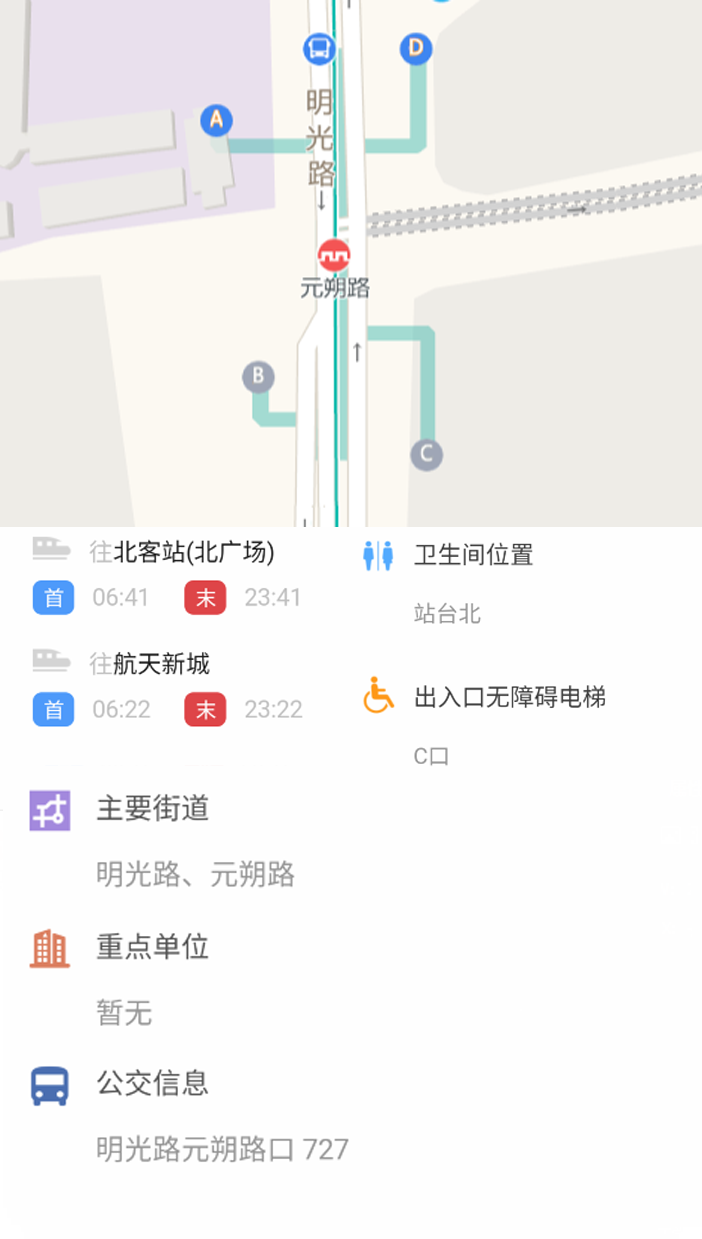 D
A
明光路
元朔路
B
C
往北客站(北广场)
首 06:41 末 23:41
往航天新城
首 06:22 末 23:22
卫生间位置
站台北
出入口无障碍电梯
C口
主要街道
明光路、元朔路
重点单位
暂无
公交信息
明光路元朔路口 727